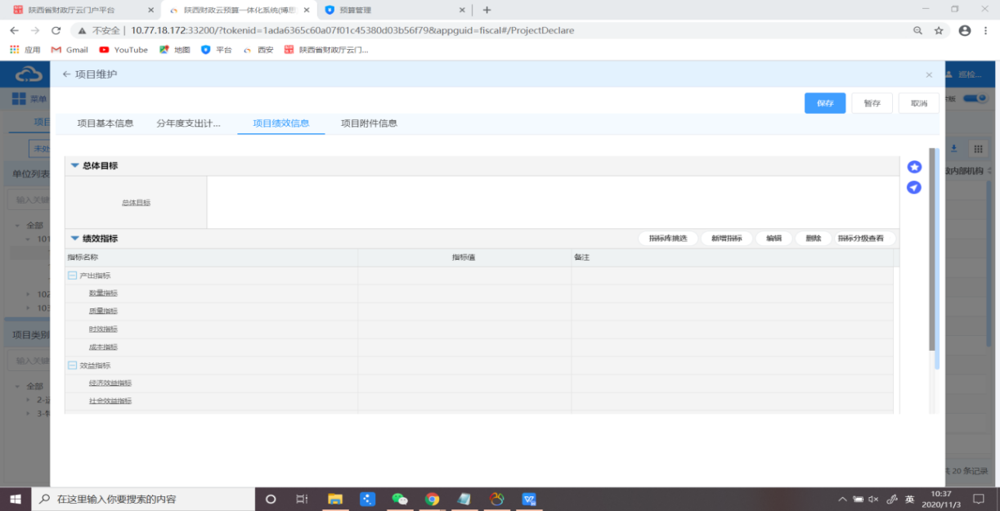 陕西省财政厅云门户平台
陕西财政云预算一体化系统(博思
预算管理
不安全 | 10.77.18.172:33200/?tokenid=1ada6365c60a07f01c45380d03b56f79&appguid=fiscal#/ProjectDeclare
应用 Gmail YouTube 地图 平台 西安 陕西省财政厅云门...
← 项目维护
巡检...
菜单
保存 暂存 取消
项目基本信息 分年度支出计... 项目绩效信息 项目附件信息
未处
总体目标
单位列表
内部机构
输入关键
总体目标
全部
101
绩效指标 指标库挑选 新增指标 编辑 删除 指标分级查看
指标名称 指标值 备注
产出指标
数量指标
102
103
质量指标
时效指标
项目类别
成本指标
输入关键
效益指标
全部
经济效益指标
社会效益指标
共 20 条记录
在这里输入你要搜索的内容
英
10:37
2020/11/3